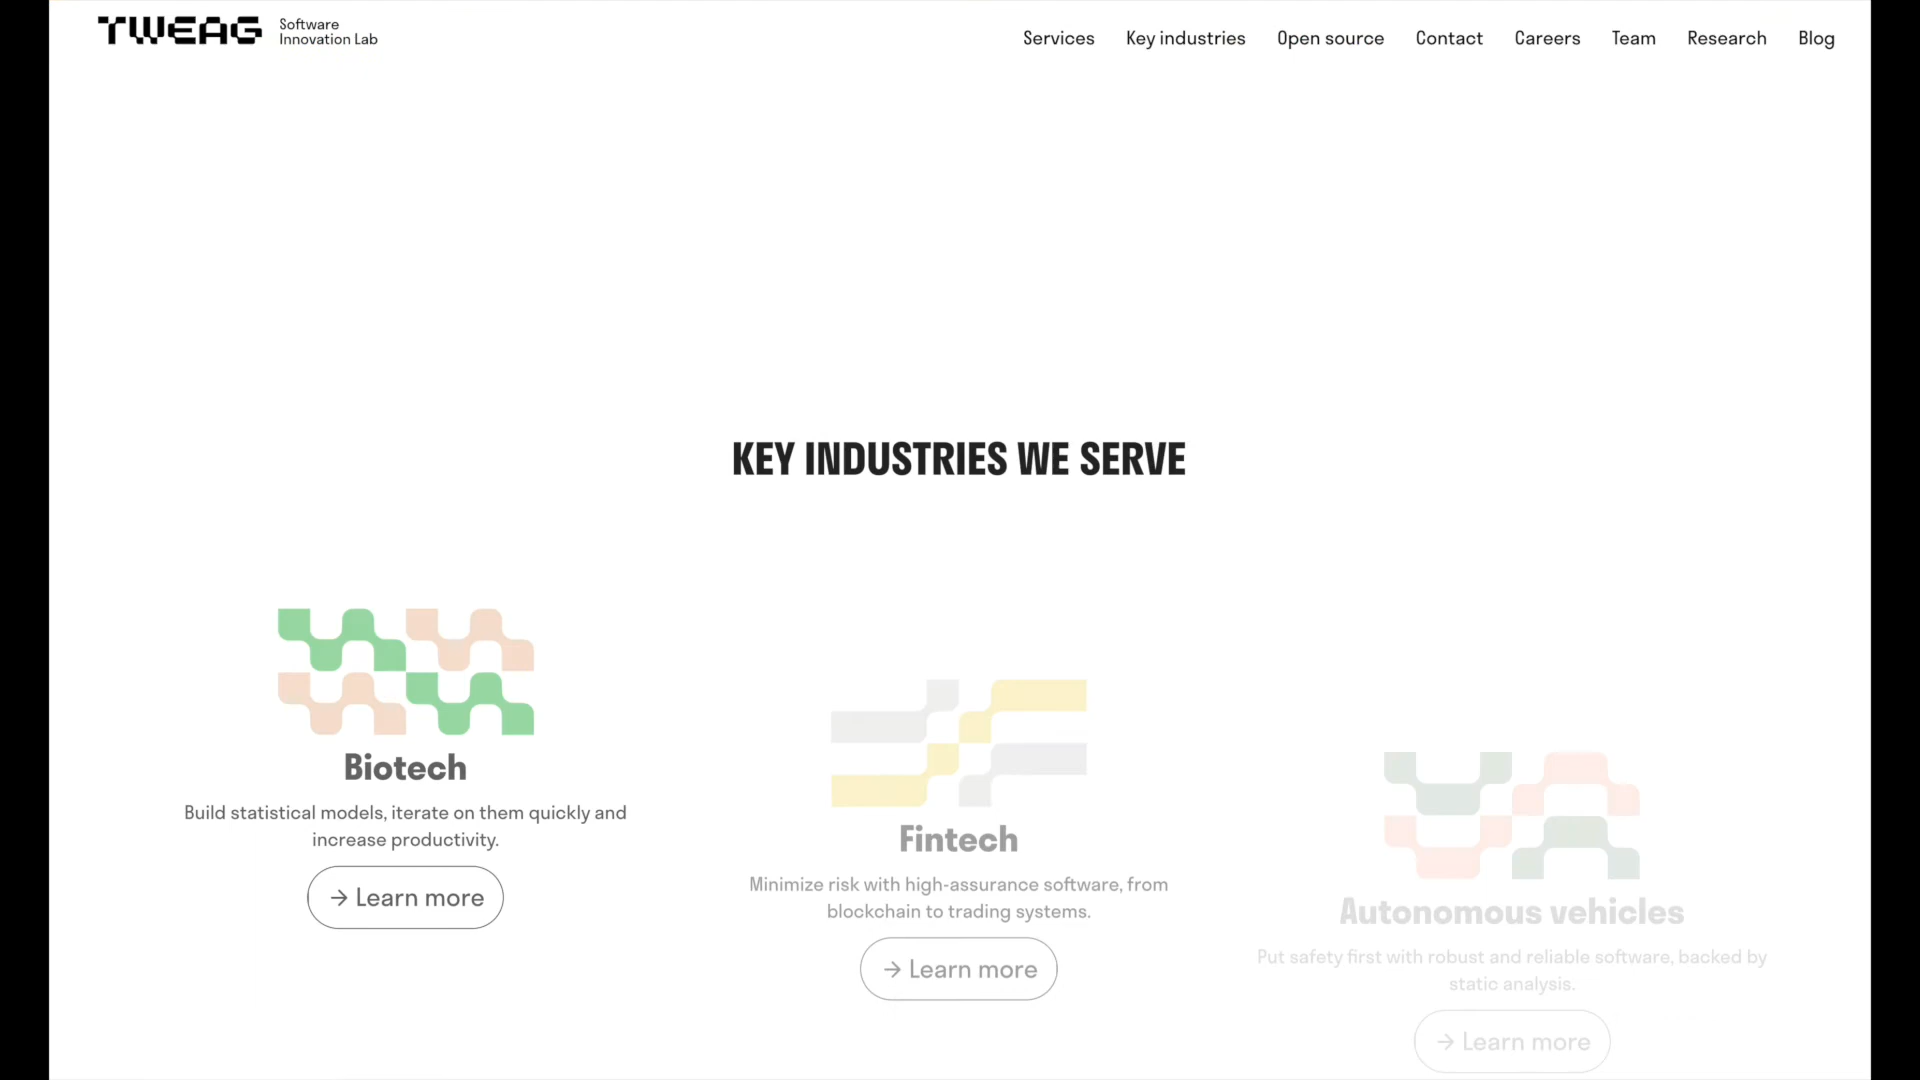 TWEAG
Software
Innovation Lab
Services
Key industries
Open source
Contact
Careers
Team
Research
Blog
KEY INDUSTRIES WE SERVE
Biotech
Build statistical models, iterate on them quickly and
increase productivity.
→ Learn more
Fintech
Minimize risk with high-assurance software, from
blockchain to trading systems.
→ Learn more
Autonomous vehicles
Put safety first with robust and reliable software, backed by
static analysis.
→ Learn more